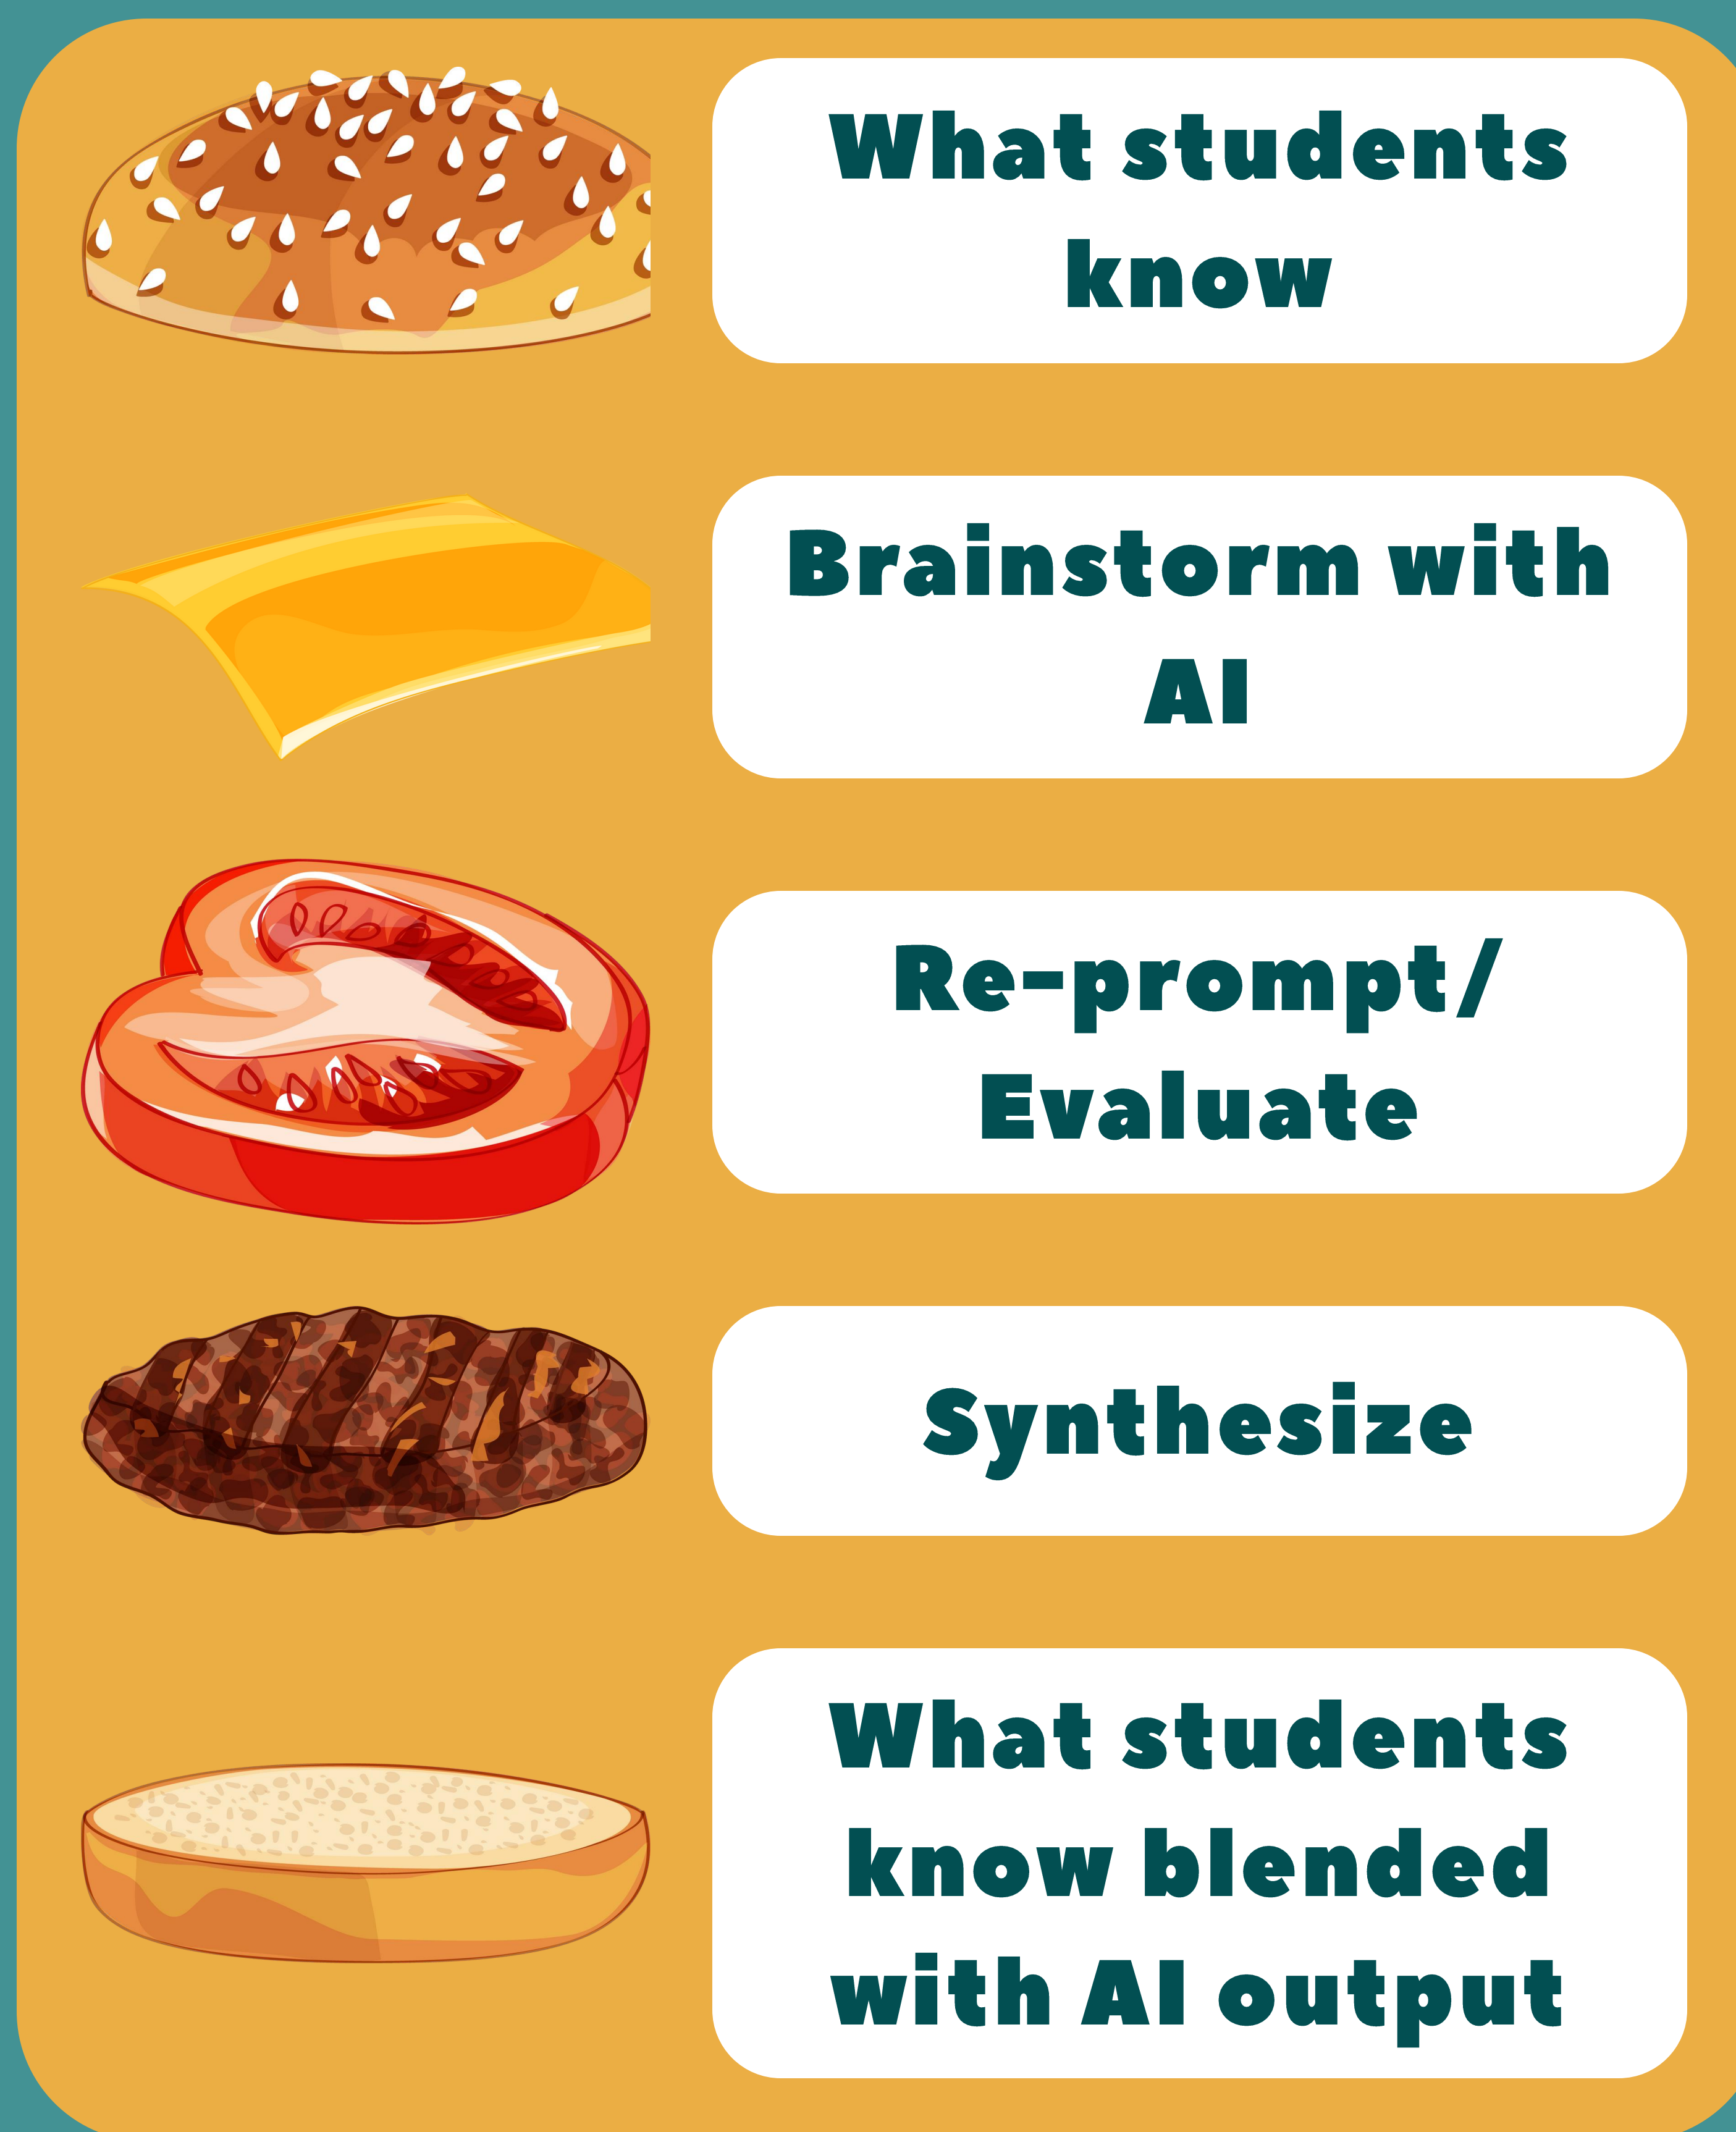 What students
know
Brainstorm with
AI
Re-prompt/
Evaluate
Synthesize
What students
know blended
with AI output